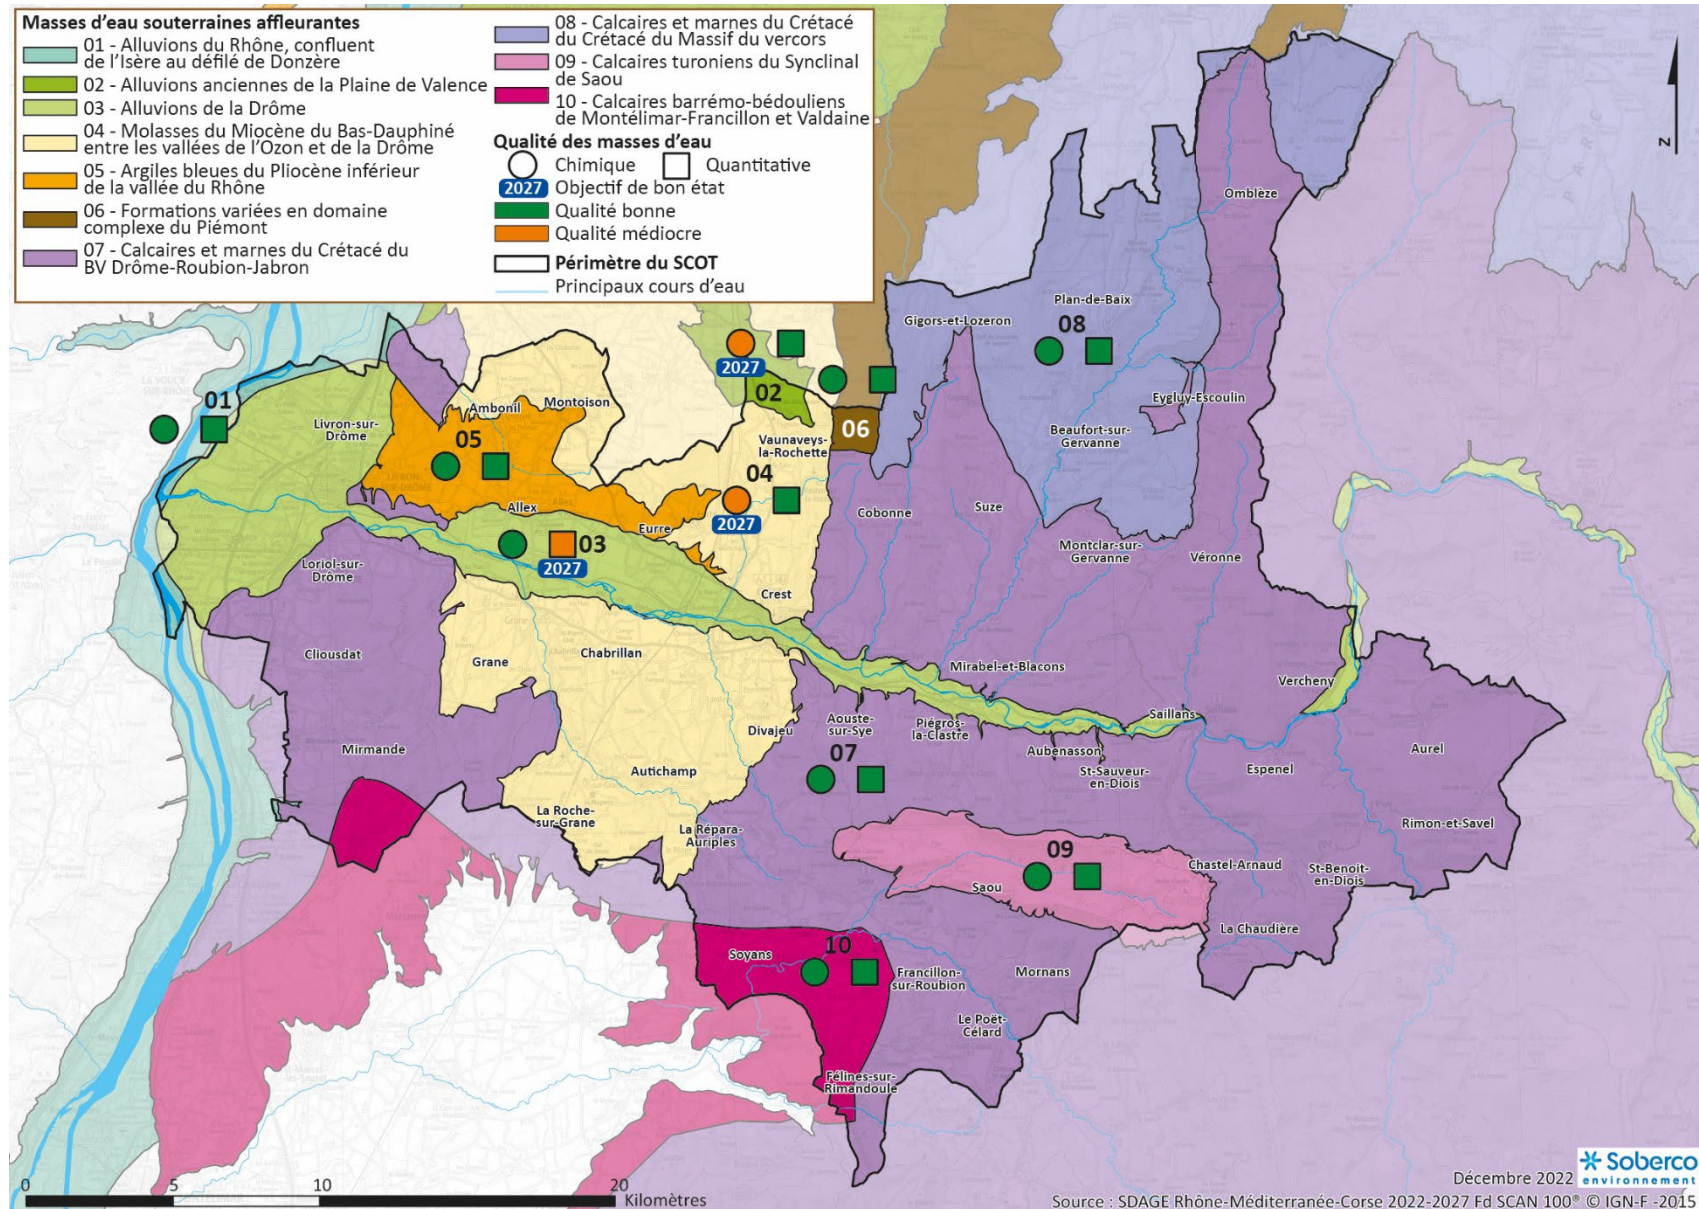 Masses d'eau souterraines affleurantes
01 - Alluvions du Rhône, confluent
de l'Isère au défilé de Donzère
02 - Alluvions anciennes de la Plaine de Valence
03 - Alluvions de la Drôme
04 - Molasses du Miocène du Bas-Dauphiné
entre les vallées de l'Ozon et de la Drôme
05 - Argiles bleues du Pliocène inférieur
de la vallée du Rhône
06 - Formations variées en domaine
complexe du Piémont
07 - Calcaires et marnes du Crétacé du
BV Drôme-Roubion-Jabron
08 - Calcaires et marnes du Crétacé
du Crétacé du Massif du vercors
09 - Calcaires turoniens du Synclinal
de Saou
10 - Calcaires barrémo-bédouliens
de Montélimar-Francillon et Valdaine
Qualité des masses d'eau
Chimique
Quantitative
2027 Objectif de bon état
Qualité bonne
Qualité médiocre
Périmètre du SCOT
Principaux cours d'eau
N
Omblèze
Plan-de-Baix
08
Gigors-et-Lozeron
2027
02
01
Ambonil
Montoison
Livron-sur-
Drôme
05
Vaunaveys-
la-Rochette
06
Eygluy-Escoulin
Beaufort-sur-
Gervanne
04
2027
Allex
Eurre
Cobonne
Suze
03
2027
Montclar-sur-
Gervanne
Véronne
Loriol-sur-
Drôme
Crest
Cliousdat
Grane
Chabrillan
Mirabel-et-Blacons
Vercheny
Saillans
Divajeu
Aouste-
sur-Sye
Piégros-
la-Clastre
Mirmande
07
Aubenasson
St-Sauveur-
en-Diois
Espenel
Aurel
Autichamp
La Roche-
sur-Grane
La Répara-
Auriples
Rimon-et-Savel
09
Saou
Chastel-Arnaud
St-Benoit-
en-Diois
La Chaudière
Soyans
10
Francillon-
sur-Roubion
Mornans
Le Poët-
Célard
Félines-sur-
Rimandoule
0 5 10 20
Kilomètres
Décembre 2022
Soberco
environnement
Source : SDAGE Rhône-Méditerranée-Corse 2022-2027 Fd SCAN 100® © IGN-F -2015